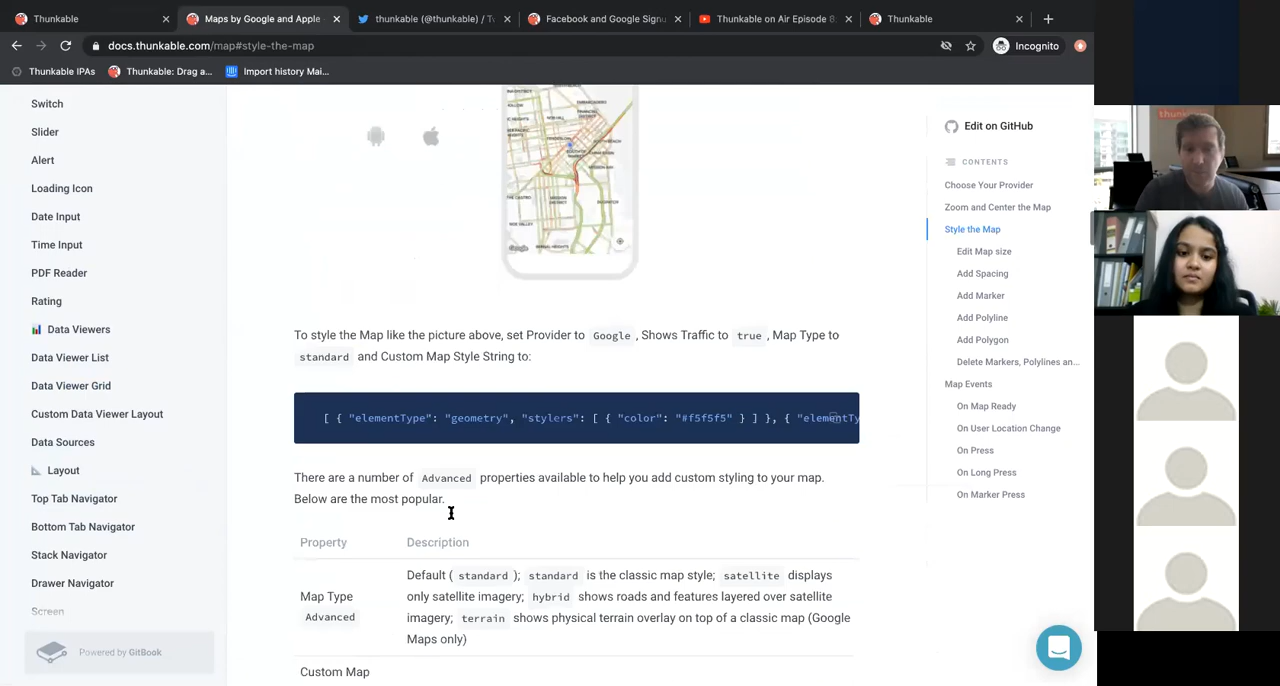 Thunkable
Maps by Google and Apple
thunkable (@thunkable) / Tw
Facebook and Google Signu
Thunkable on Air Episode 8
Thunkable
docs.thunkable.com/map#style-the-map
Incognito
Thunkable IPAs
Thunkable: Drag a...
Import history Mai...
Switch
Slider
Alert
Loading Icon
Date Input
Time Input
PDF Reader
Rating
Data Viewers
Data Viewer List
Data Viewer Grid
Custom Data Viewer Layout
Data Sources
Layout
Top Tab Navigator
Bottom Tab Navigator
Stack Navigator
Drawer Navigator
Screen
Powered by GitBook
Google
To style the Map like the picture above, set Provider to Google , Shows Traffic to true , Map Type to
standard and Custom Map Style String to:
[ { "elementType": "geometry", "stylers": [ { "color": "#f5f5f5" } ] }, { "elementTy
There are a number of Advanced properties available to help you add custom styling to your map.
Below are the most popular.
Property Description
Map Type
Advanced
Default ( standard ); standard is the classic map style; satellite displays
only satellite imagery; hybrid shows roads and features layered over satellite
imagery; terrain shows physical terrain overlay on top of a classic map (Google
Maps only)
Custom Map
Edit on GitHub
CONTENTS
Choose Your Provider
Zoom and Center the Map
Style the Map
Edit Map size
Add Spacing
Add Marker
Add Polyline
Add Polygon
Delete Markers, Polylines an...
Map Events
On Map Ready
On User Location Change
On Press
On Long Press
On Marker Press